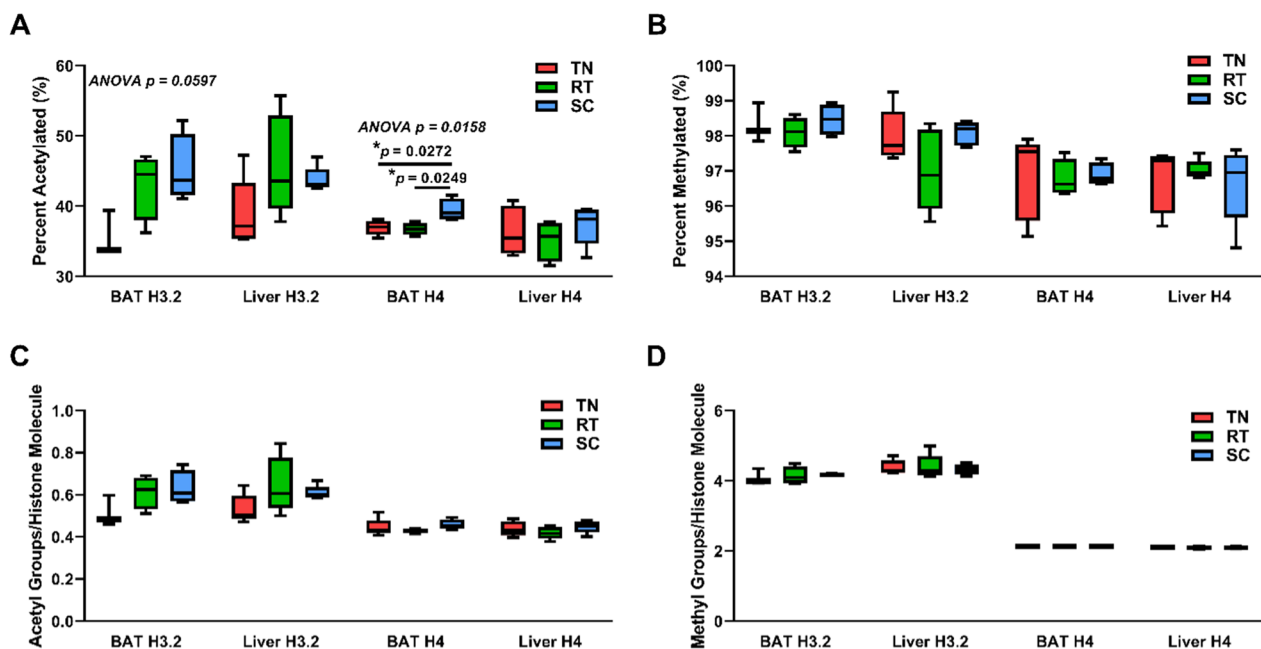 A
ANOVA p = 0.0597
TN
RT
SC
ANOVA p = 0.0158
*p = 0.0272
*p = 0.0249
Percent Acetylated (%)
60
50
40
30
BAT H3.2
Liver H3.2
BAT H4
Liver H4
B
TN
RT
SC
Percent Methylated (%)
100
99
98
97
96
95
94
BAT H3.2
Liver H3.2
BAT H4
Liver H4
C
TN
RT
SC
Acetyl Groups/Histone Molecule
1.0
0.8
0.6
0.4
0.2
0.0
BAT H3.2
Liver H3.2
BAT H4
Liver H4
D
TN
RT
SC
Methyl Groups/Histone Molecule
6
4
2
0
BAT H3.2
Liver H3.2
BAT H4
Liver H4